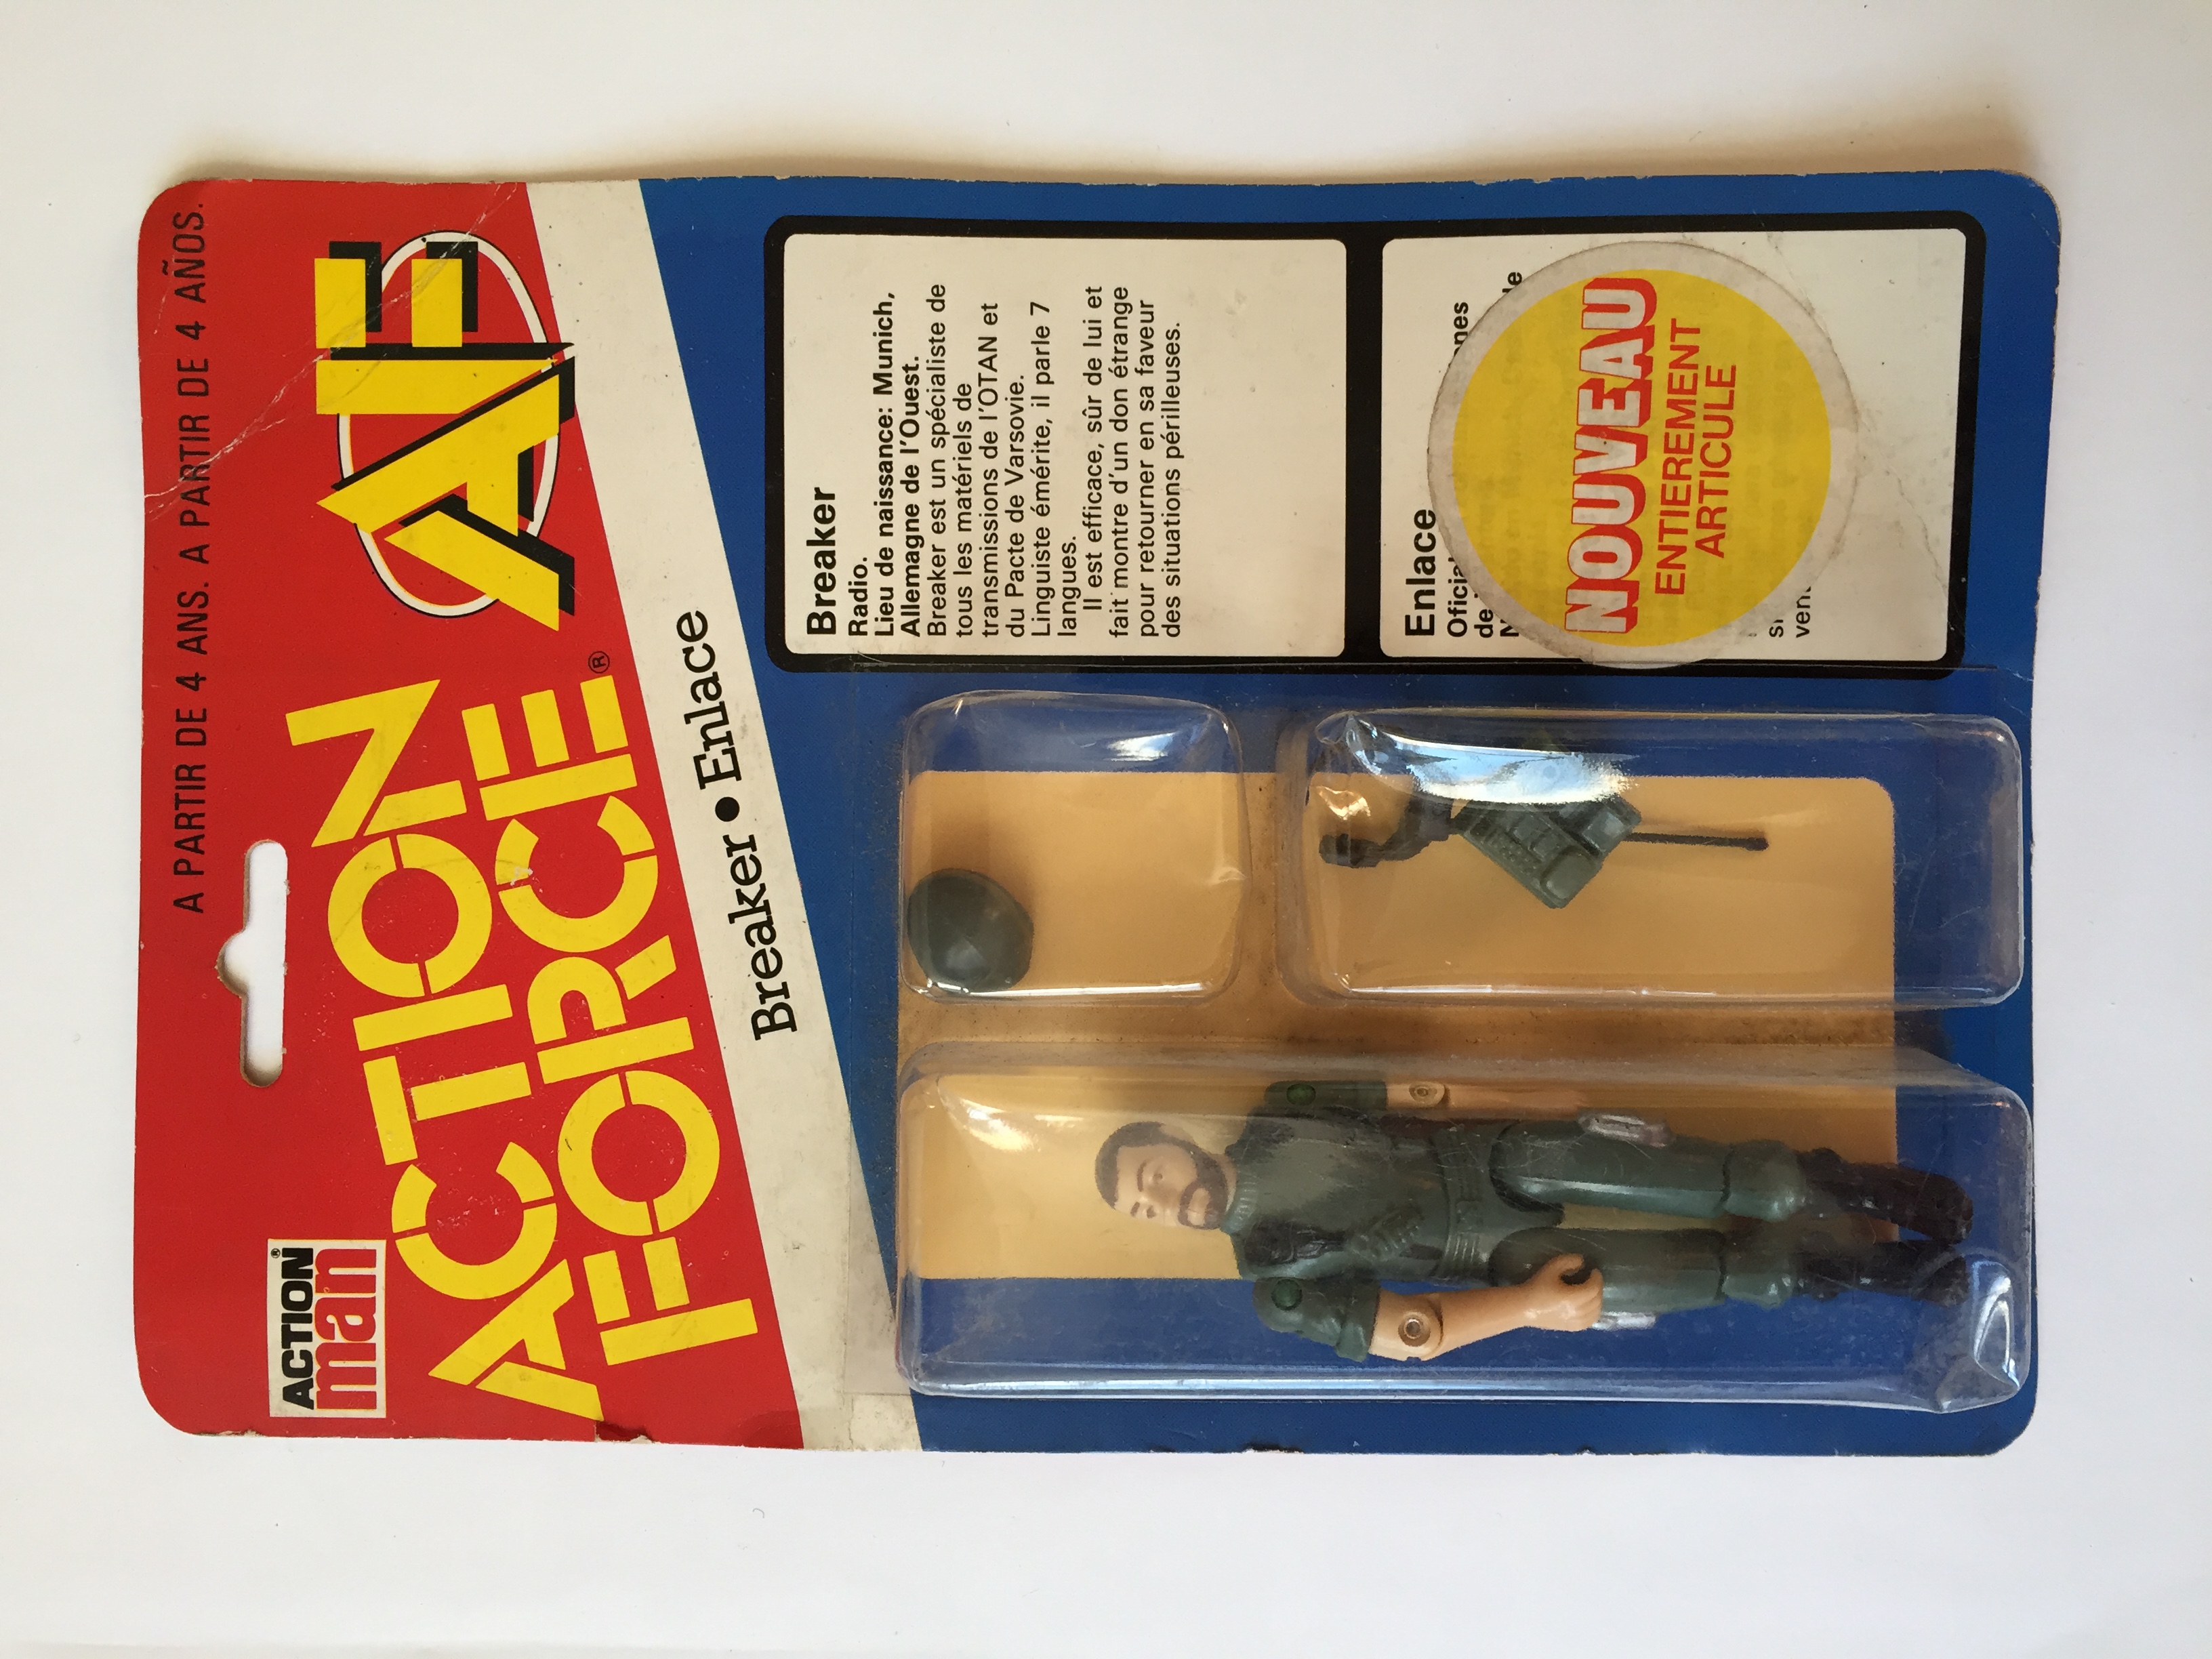 A PARTIR DE 4 ANS. A PARTIR DE 4 AÑOS.
ACTION®
man
ACTION
FORCE®
AF
Breaker • Enlace
Breaker
Radio.
Lieu de naissance: Munich,
Allemagne de l'Ouest.
Breaker est un spécialiste de
tous les matériels de
transmissions de l'OTAN et
du Pacte de Varsovie.
Linguiste émérite, il parle 7
langues.
Il est efficace, sûr de lui et
fait montre d'un don étrange
pour retourner en sa faveur
des situations périlleuses.
Enlace
de
NOUVEAU
ENTIEREMENT
ARTICULE